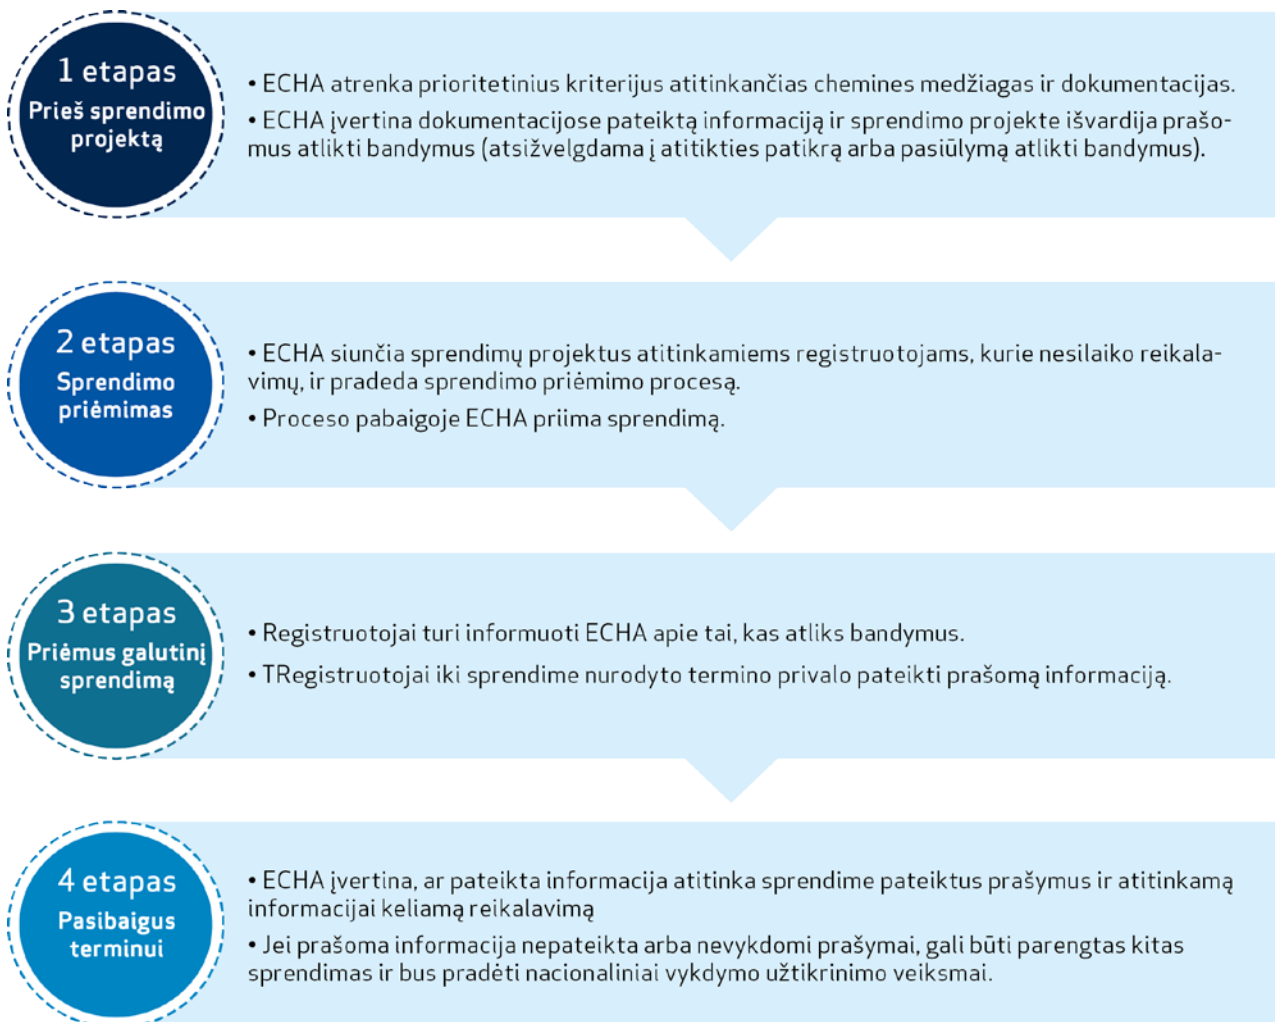 1 etapas
Prieš sprendimo
projektą
• ECHA atrenka prioritetinius kriterijus atitinkančias chemines medžiagas ir dokumentacijas.
• ECHA įvertina dokumentacijose pateiktą informaciją ir sprendimo projekte išvardija prašo-
mus atlikti bandymus (atsižvelgdama į atitikties patikrą arba pasiūlymą atlikti bandymus).
2 etapas
Sprendimo
priėmimas
• ECHA siunčia sprendimų projektus atitinkamiems registruotojams, kurie nesilaiko reikala-
vimų, ir pradeda sprendimo priėmimo procesą.
• Proceso pabaigoje ECHA priima sprendimą.
3 etapas
Priėmus galutinį
sprendimą
• Registruotojai turi informuoti ECHA apie tai, kas atliks bandymus.
• TRegistruotojai iki sprendime nurodyto termino privalo pateikti prašomą informaciją.
4 etapas
Pasibaigus
terminui
• ECHA įvertina, ar pateikta informacija atitinka sprendime pateiktus prašymus ir atitinkamą
informacijai keliamą reikalavimą
• Jei prašoma informacija nepateikta arba nevykdomi prašymai, gali būti parengtas kitas
sprendimas ir bus pradėti nacionaliniai vykdymo užtikrinimo veiksmai.